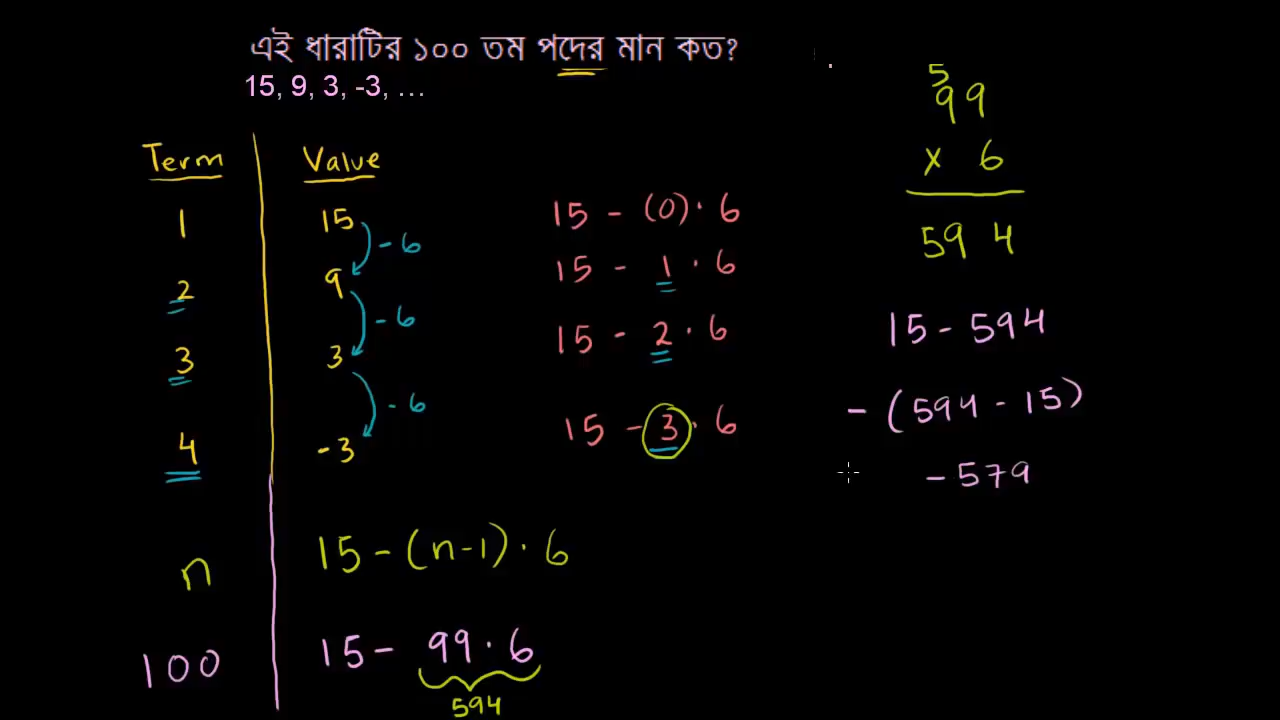 এই ধারাটির ১০০ তম পদের মান কত?
15, 9, 3, -3, ...
Term Value
1 15
- 6
2 9
- 6
3 3
- 6
4 -3
n 15 - (n-1) · 6
100 15 - 99 · 6
594
15 - (0) · 6
15 - 1 · 6
15 - 2 · 6
15 - 3 · 6
5
99
x 6
594
15 - 594
- (594 - 15)
- 579